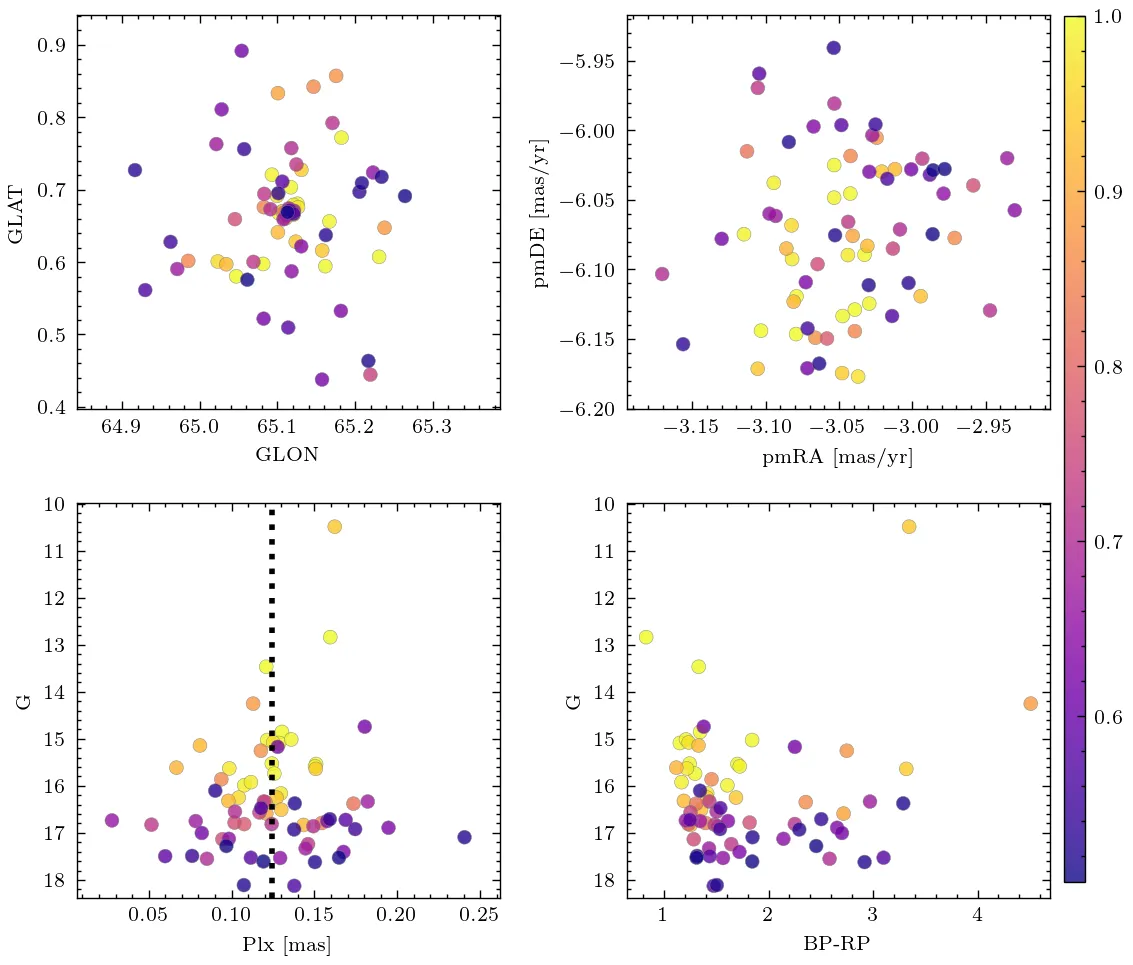 0.9
0.8
0.7
0.6
0.5
0.4
GLAT
64.9 65.0 65.1 65.2 65.3
GLON
−5.95
−6.00
−6.05
−6.10
−6.15
−6.20
pmDE [mas/yr]
−3.15 −3.10 −3.05 −3.00 −2.95
pmRA [mas/yr]
1.0
0.9
0.8
0.7
0.6
10
11
12
13
14
15
16
17
18
G
0.05 0.10 0.15 0.20 0.25
Plx [mas]
10
11
12
13
14
15
16
17
18
G
1 2 3 4
BP-RP